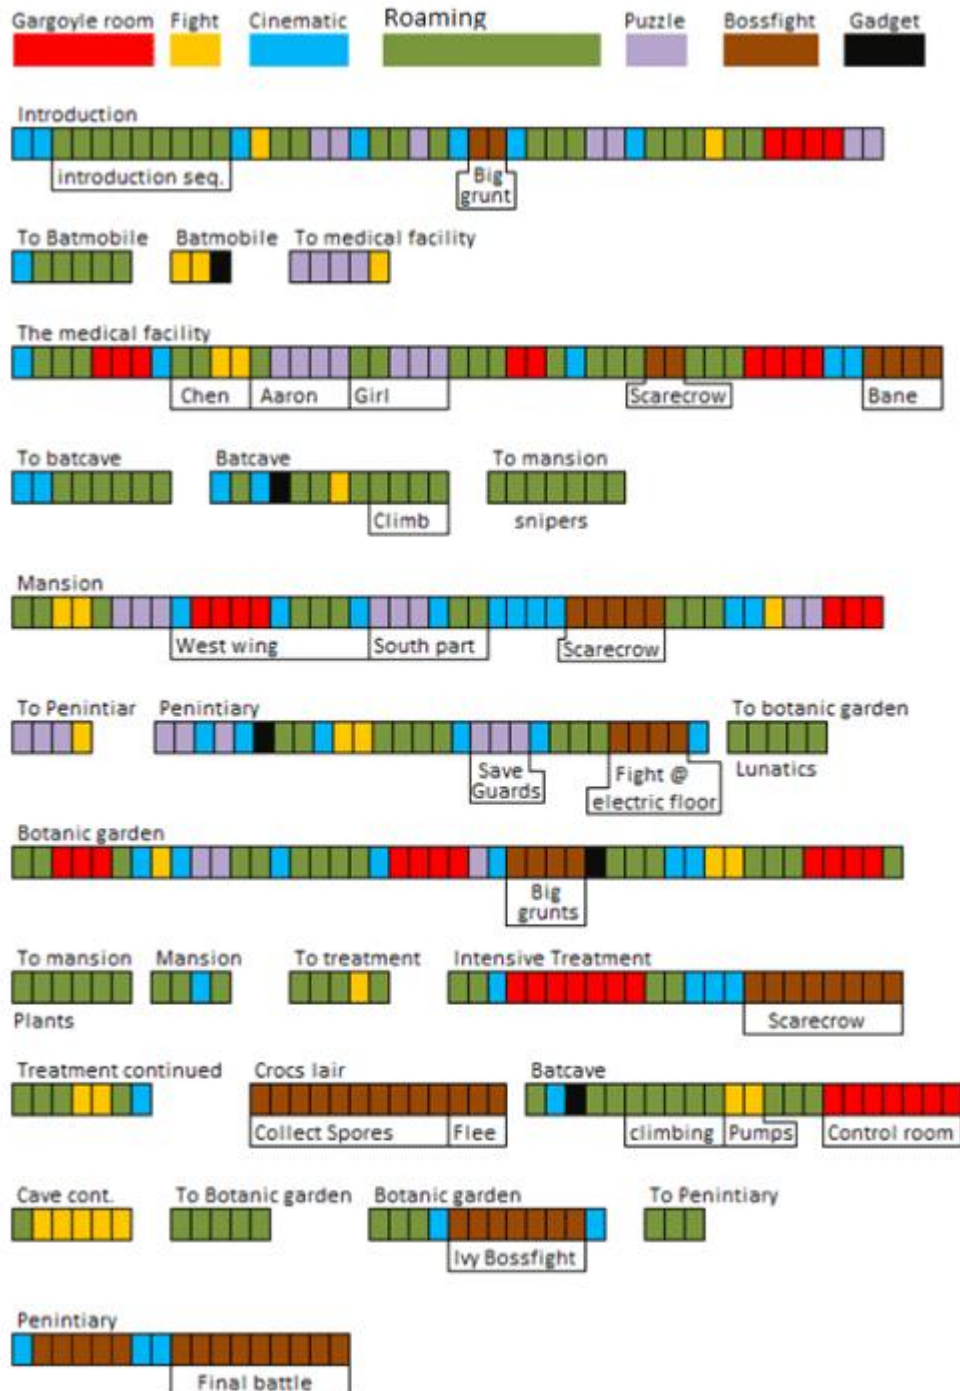 Gargoyle room Fight Cinematic Roaming Puzzle Bossfight Gadget
Introduction
introduction seq.
Big
grunt
To Batmobile Batmobile To medical facility
The medical facility
Chen Aaron Girl Scarecrow Bane
To batcave Batcave To mansion
Climb snipers
Mansion
West wing South part Scarecrow
To Penintiar Penintiary To botanic garden
Save
Guards
Fight @
electric floor
Lunatics
Botanic garden
Big
grunts
To mansion Mansion To treatment Intensive Treatment
Plants Scarecrow
Treatment continued Crocs lair Batcave
Collect Spores Flee climbing Pumps Control room
Cave cont. To Botanic garden Botanic garden To Penintiary
Ivy Bossfight
Penintiary
Final battle